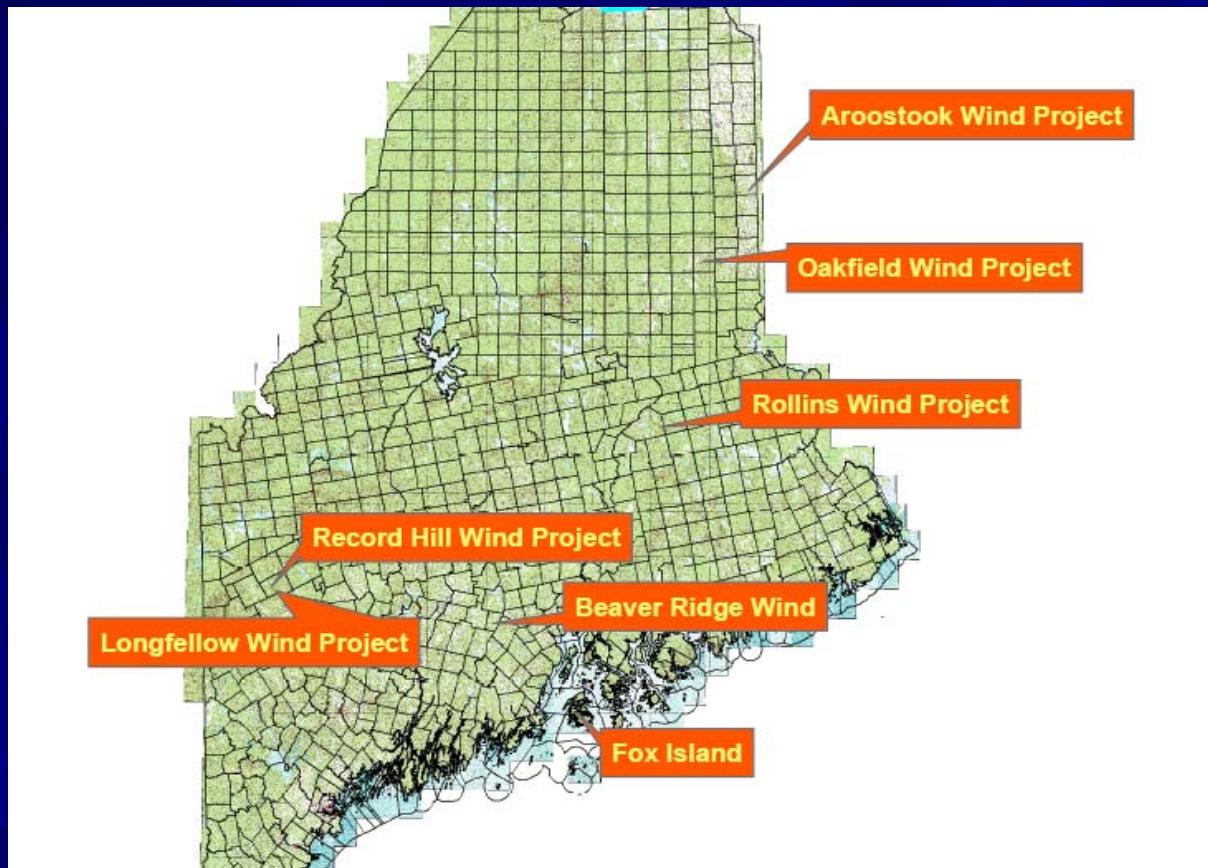 Aroostook Wind Project
Oakfield Wind Project
Rollins Wind Project
Record Hill Wind Project
Beaver Ridge Wind
Longfellow Wind Project
Fox Island